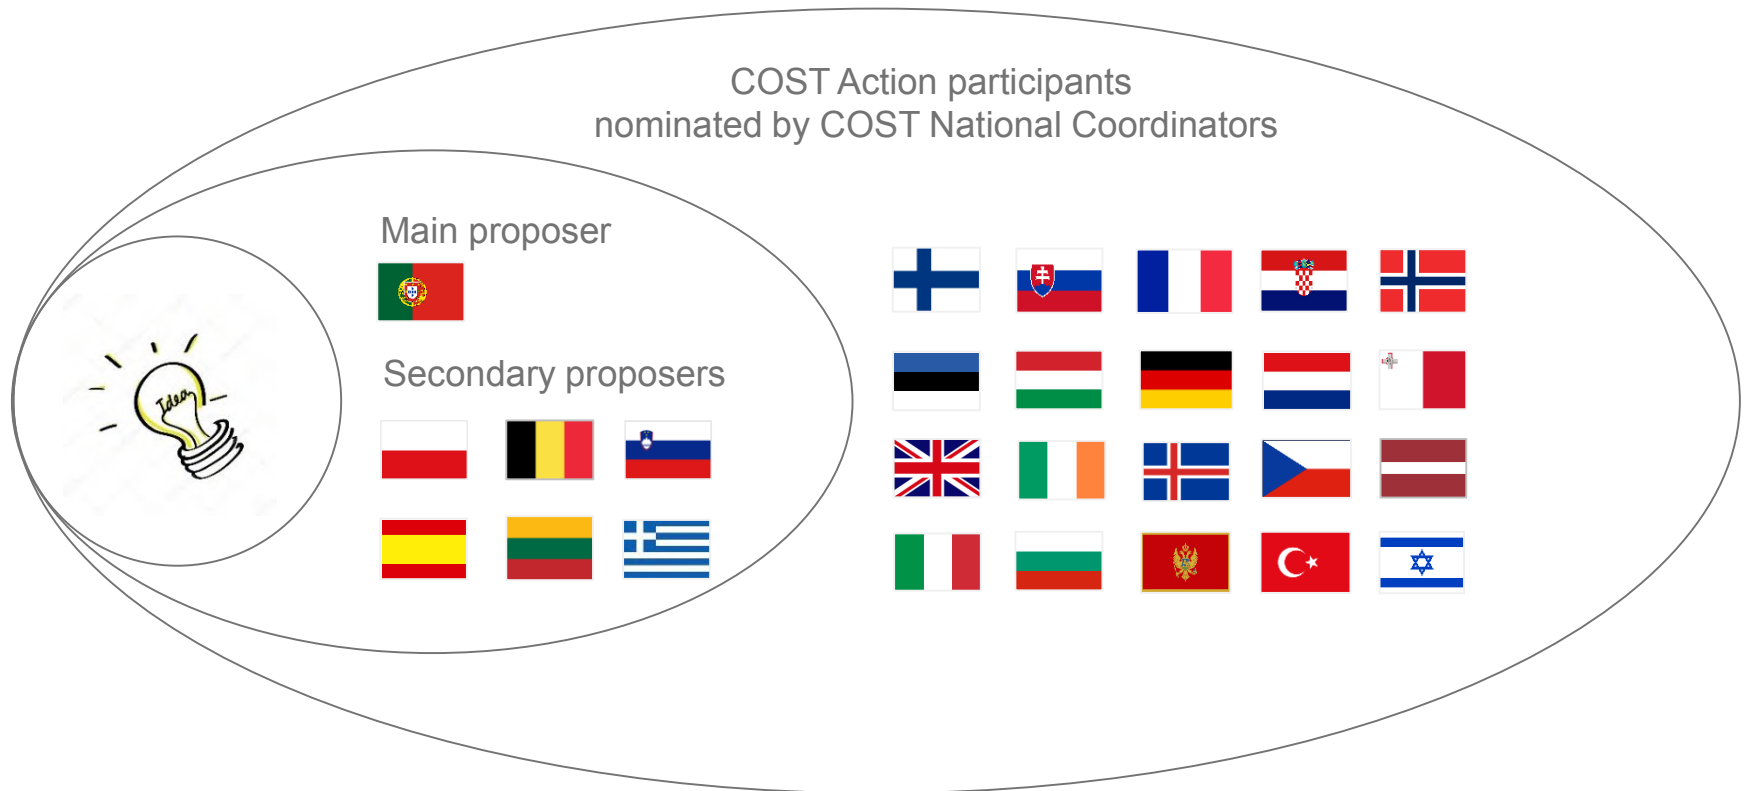 COST Action participants
nominated by COST National Coordinators
Main proposer
Secondary proposers
Idea